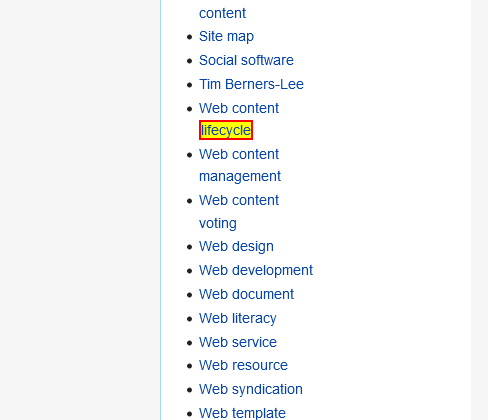 content
Site map
Social software
Tim Berners-Lee
Web content
lifecycle
Web content
management
Web content
voting
Web design
Web development
Web document
Web literacy
Web service
Web resource
Web syndication
Web template